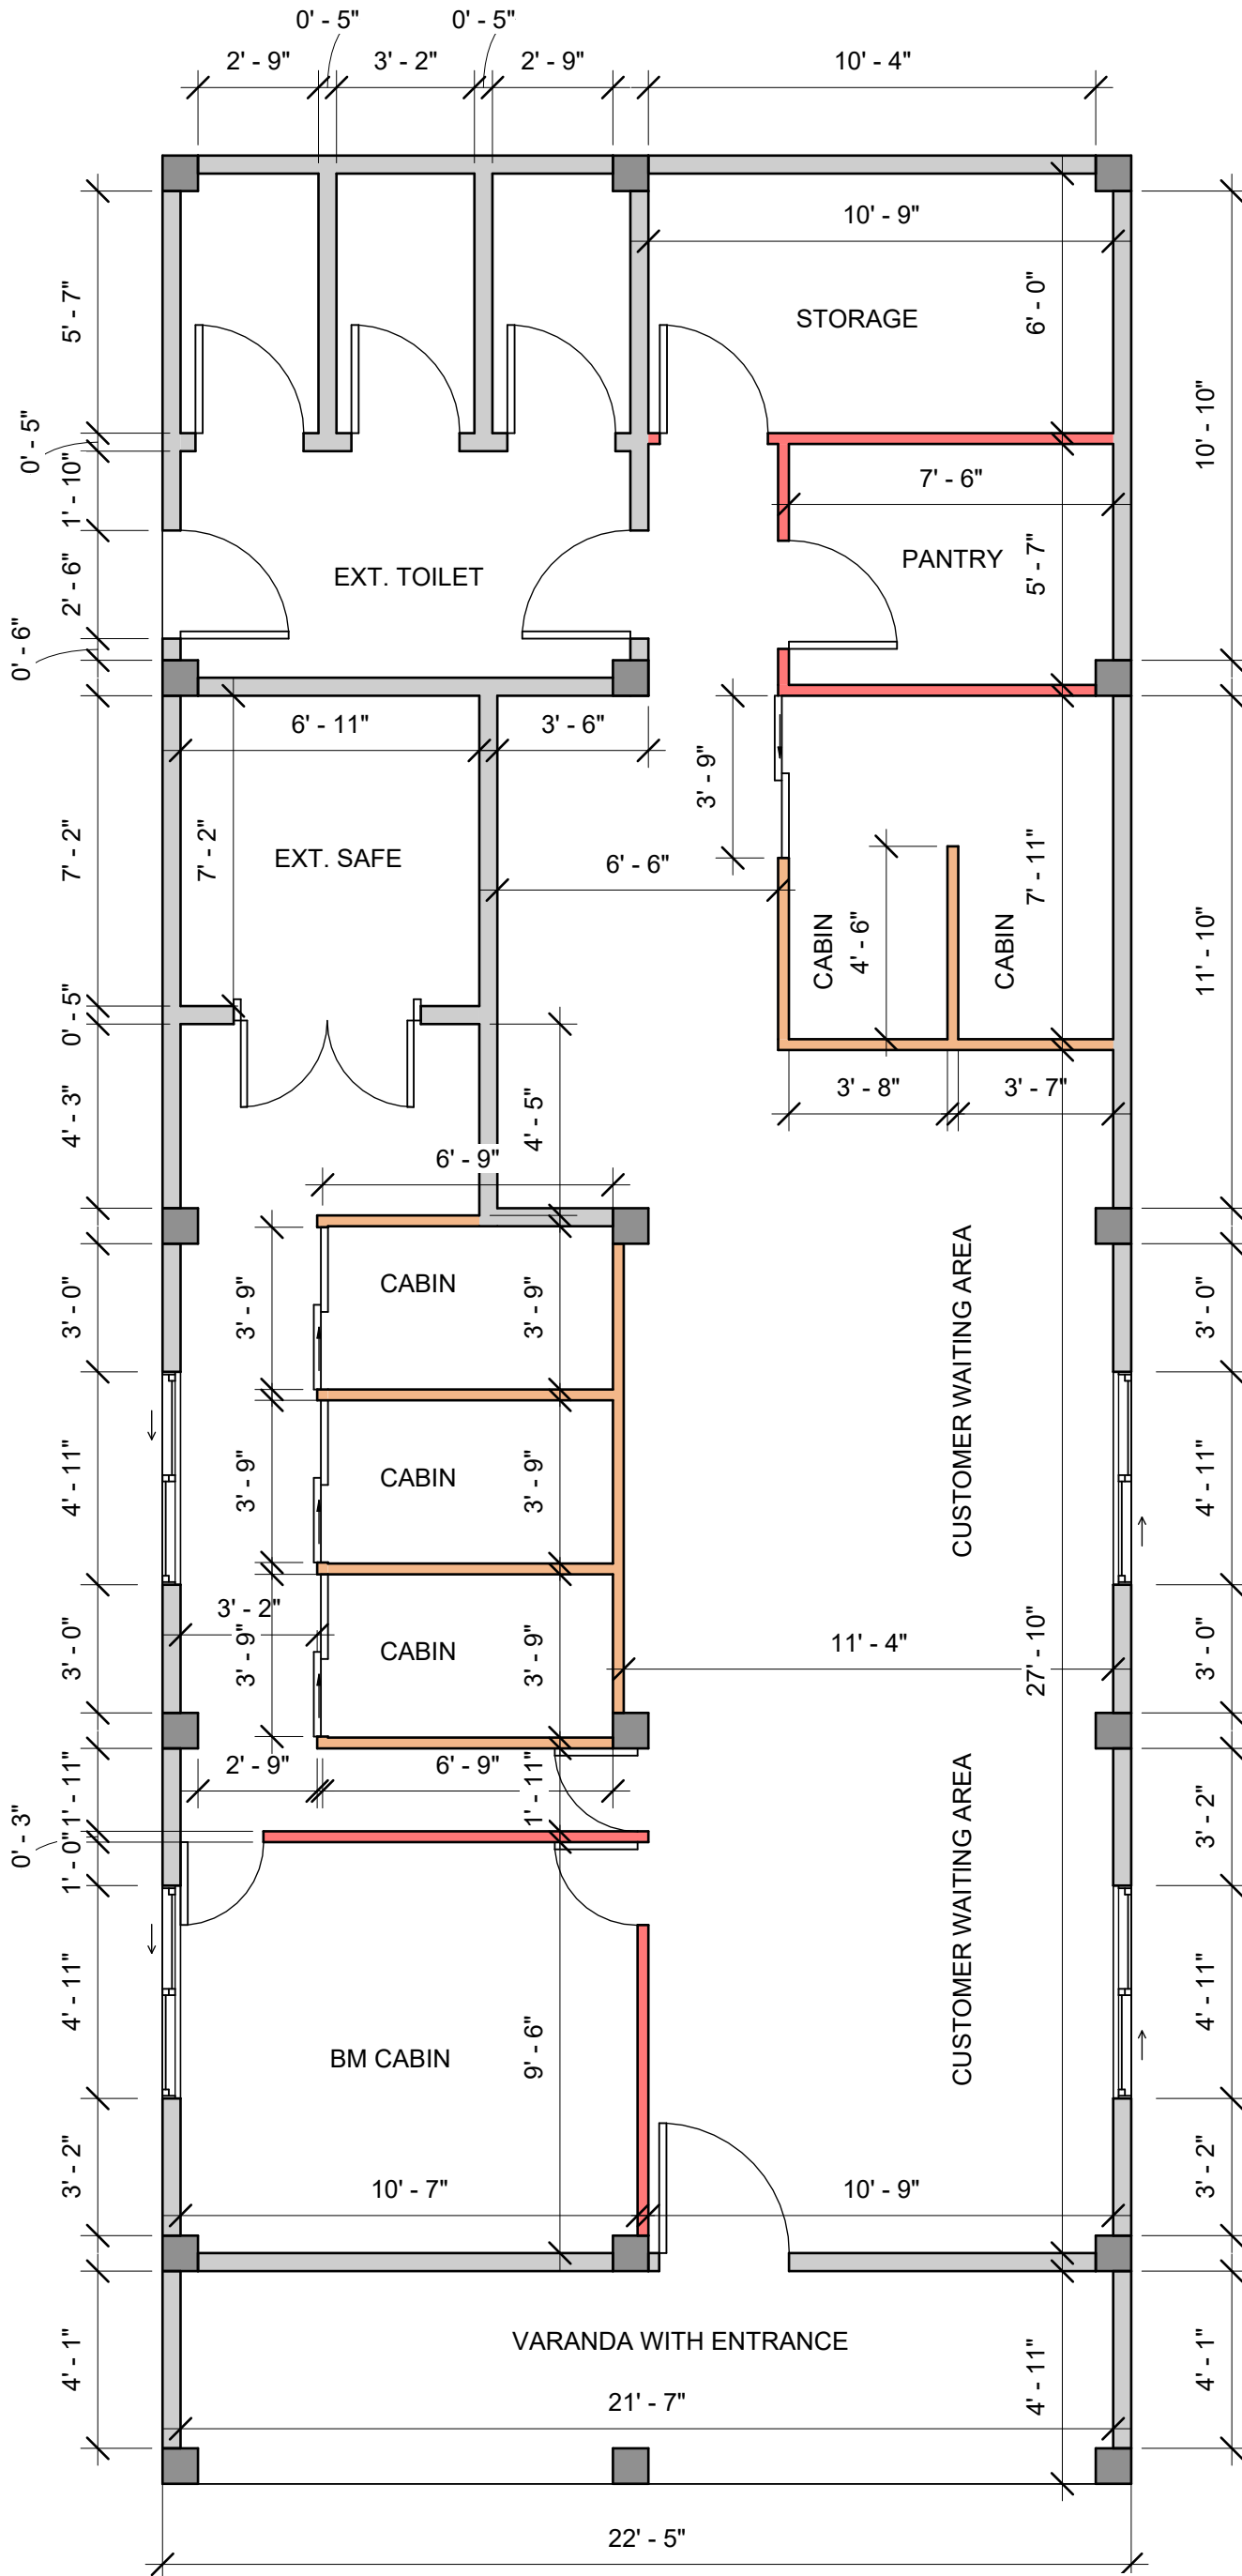 0' - 5"
0' - 5"
2' - 9"
3' - 2"
2' - 9"
10' - 4"
10' - 9"
5' - 7"
STORAGE
6' - 0"
10' - 10"
0' - 5"
1' - 10"
7' - 6"
EXT. TOILET
PANTRY
5' - 7"
2' - 6"
0' - 6"
6' - 11"
3' - 6"
3' - 9"
7' - 2"
7' - 2"
EXT. SAFE
6' - 6"
CABIN
4' - 6"
CABIN
7' - 11"
11' - 10"
0' - 5"
3' - 8"
3' - 7"
4' - 3"
4' - 5"
6' - 9"
3' - 0"
3' - 9"
CABIN
3' - 9"
CUSTOMER WAITING AREA
3' - 0"
4' - 11"
3' - 9"
CABIN
3' - 9"
4' - 11"
3' - 2"
3' - 0"
3' - 9"
CABIN
3' - 9"
11' - 4"
27' - 10"
3' - 0"
2' - 9"
6' - 9"
1' - 11"
1' - 11"
0' - 3"
1' - 0"
CUSTOMER WAITING AREA
3' - 2"
4' - 11"
BM CABIN
9' - 6"
4' - 11"
3' - 2"
10' - 7"
10' - 9"
3' - 2"
VARANDA WITH ENTRANCE
4' - 1"
21' - 7"
4' - 11"
4' - 1"
22' - 5"